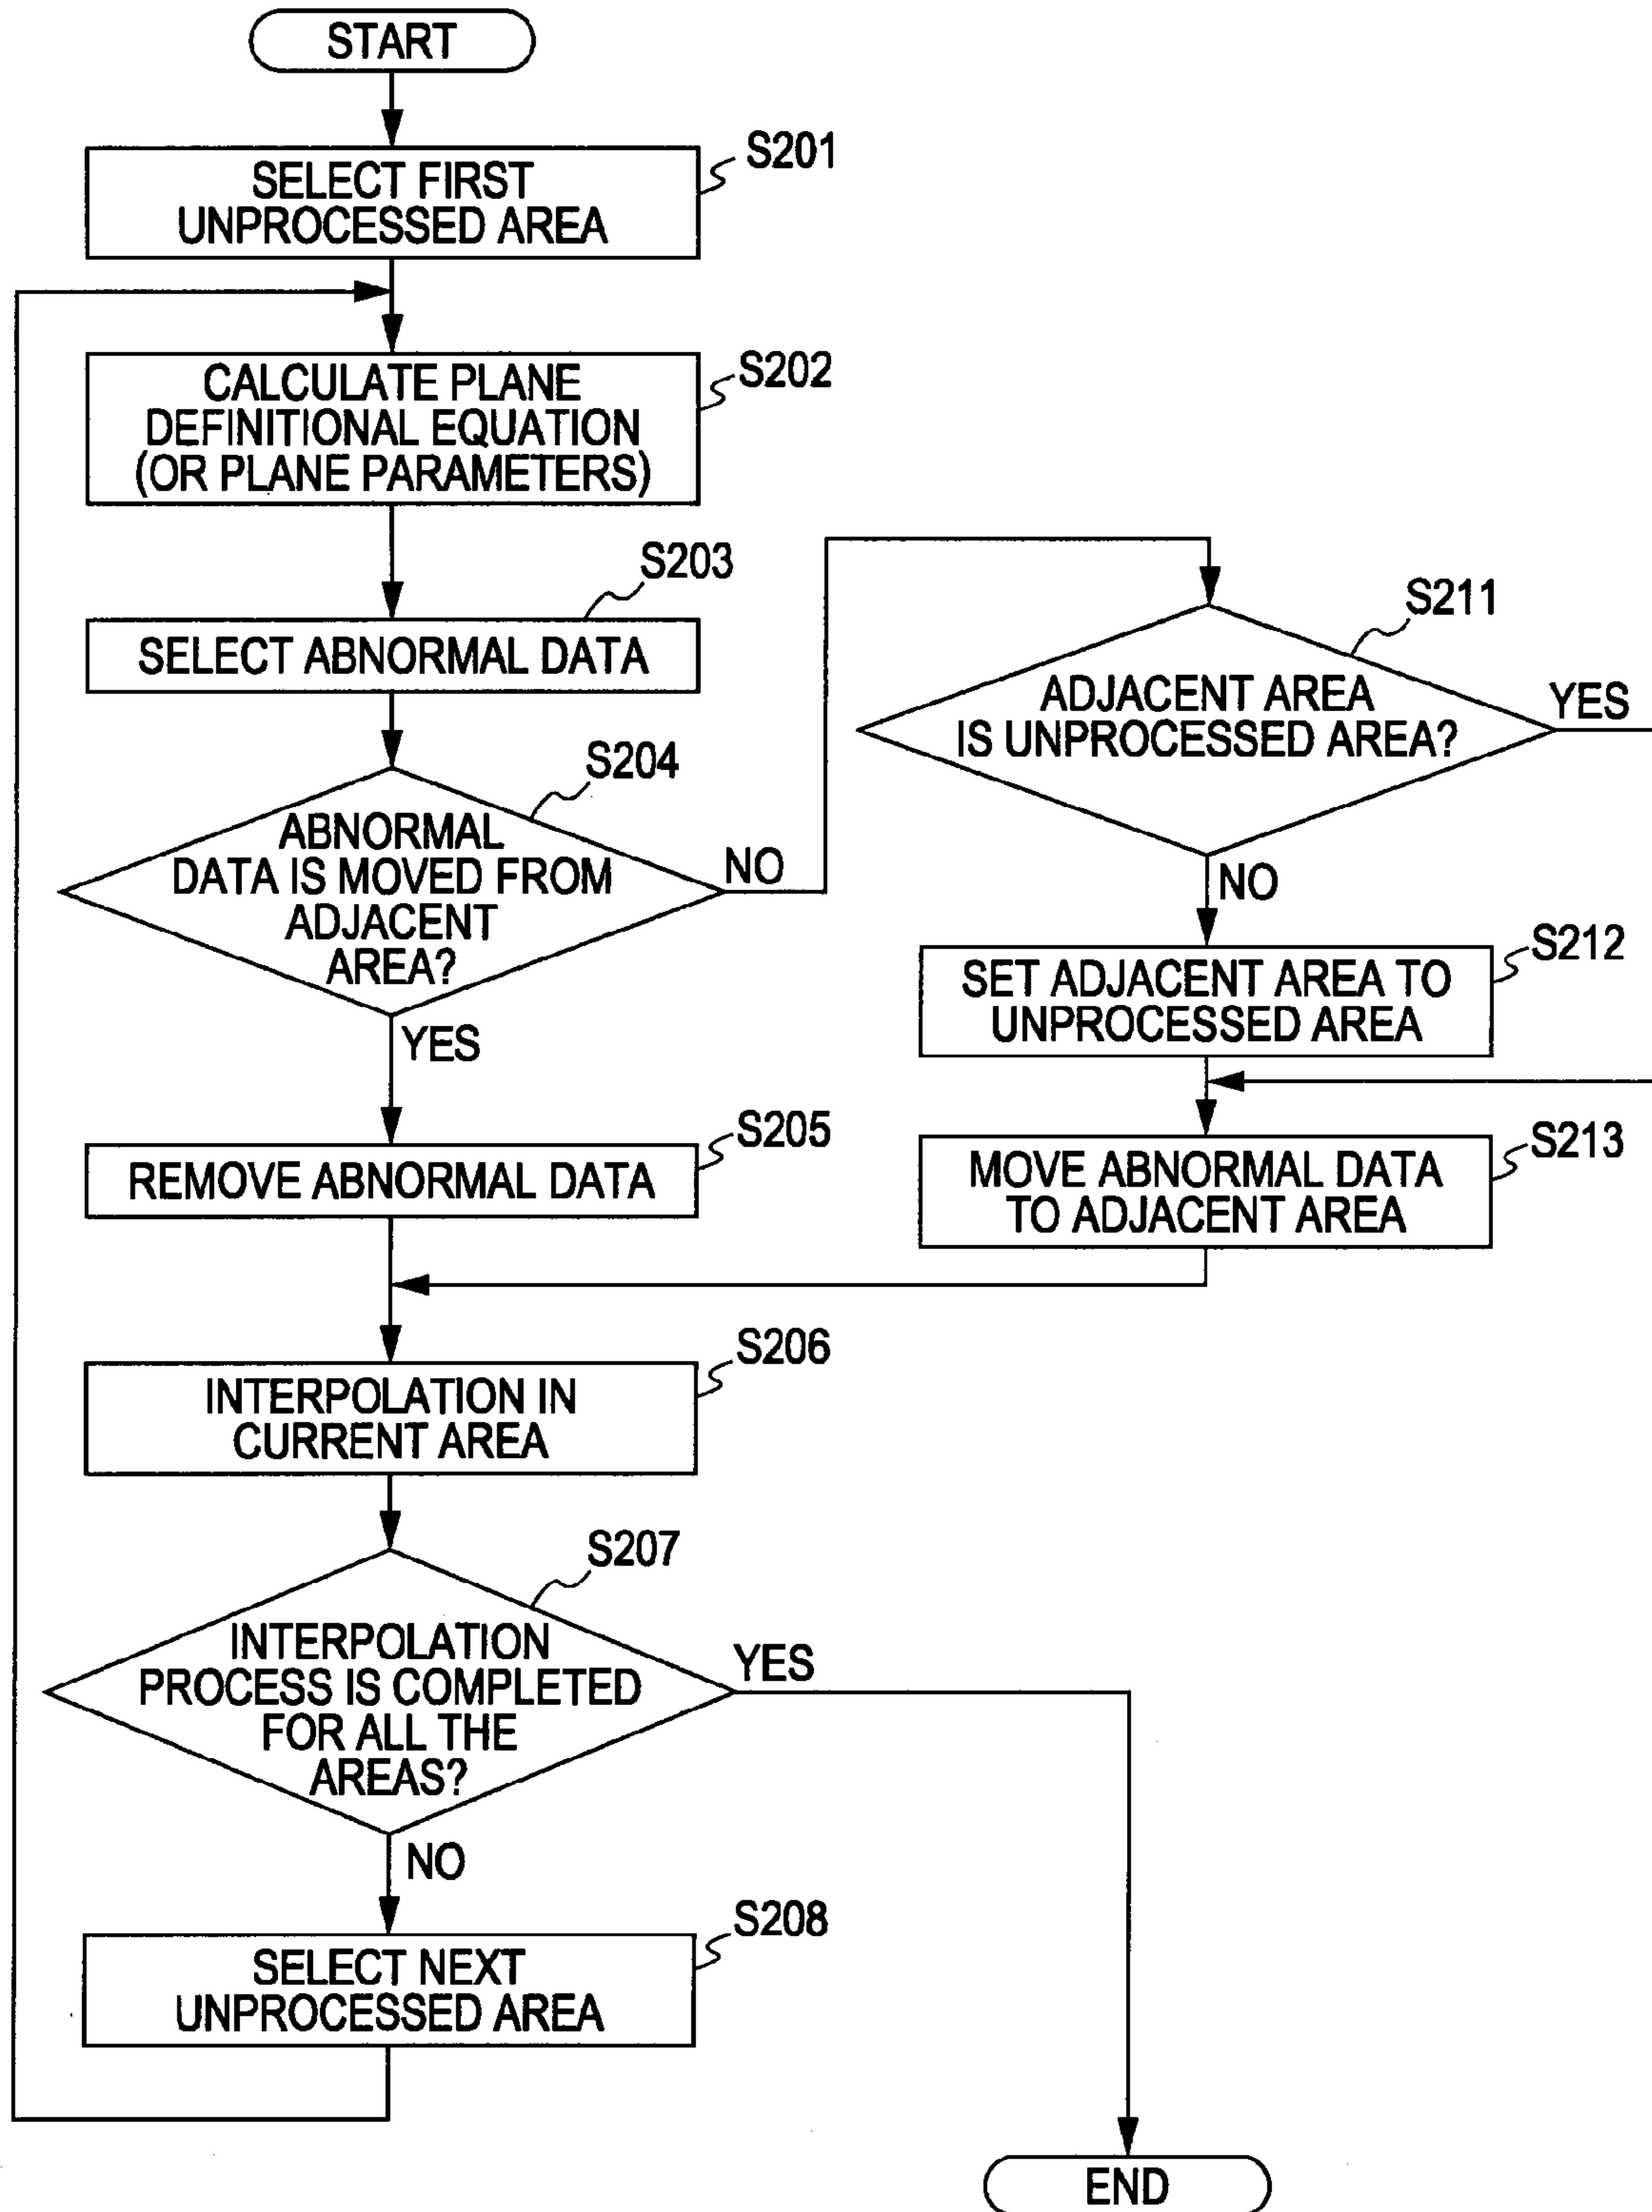 START
S201
SELECT FIRST
UNPROCESSED AREA
S202
CALCULATE PLANE
DEFINITIONAL EQUATION
(OR PLANE PARAMETERS)
S203
SELECT ABNORMAL DATA
S204
ABNORMAL
DATA IS MOVED FROM
ADJACENT
AREA?
NO
YES
S211
ADJACENT AREA
IS UNPROCESSED AREA?
YES
NO
S212
SET ADJACENT AREA TO
UNPROCESSED AREA
S205
REMOVE ABNORMAL DATA
S213
MOVE ABNORMAL DATA
TO ADJACENT AREA
S206
INTERPOLATION IN
CURRENT AREA
S207
INTERPOLATION
PROCESS IS COMPLETED
FOR ALL THE
AREAS?
YES
NO
S208
SELECT NEXT
UNPROCESSED AREA
END